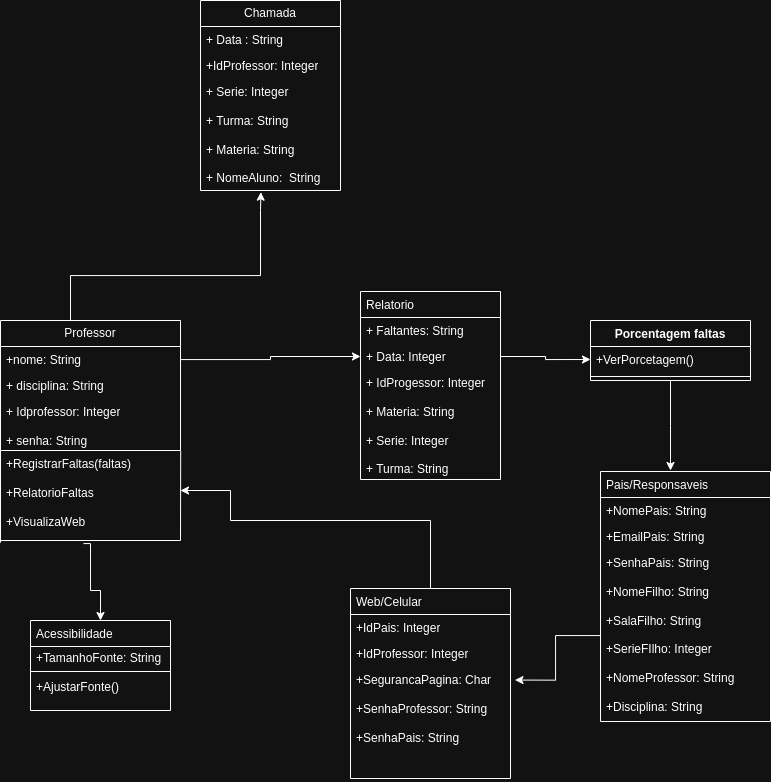 Chamada
+ Data : String
+IdProfessor: Integer
+ Serie: Integer
+ Turma: String
+ Materia: String
+ NomeAluno:  String
Professor
+nome: String
+ disciplina: String
+ Idprofessor: Integer
+ senha: String
+RegistrarFaltas(faltas)
+RelatorioFaltas
+VisualizaWeb
Relatorio
+ Faltantes: String
+ Data: Integer
+ IdProgessor: Integer
+ Materia: String
+ Serie: Integer
+ Turma: String
Porcentagem faltas
+VerPorcetagem()
Pais/Responsaveis
+NomePais: String
+EmailPais: String
+SenhaPais: String
+NomeFilho: String
+SalaFilho: String
+SerieFIlho: Integer
+NomeProfessor: String
+Disciplina: String
Web/Celular
+IdPais: Integer
+IdProfessor: Integer
+SegurancaPagina: Char
+SenhaProfessor: String
+SenhaPais: String
Acessibilidade
+TamanhoFonte: String
+AjustarFonte()